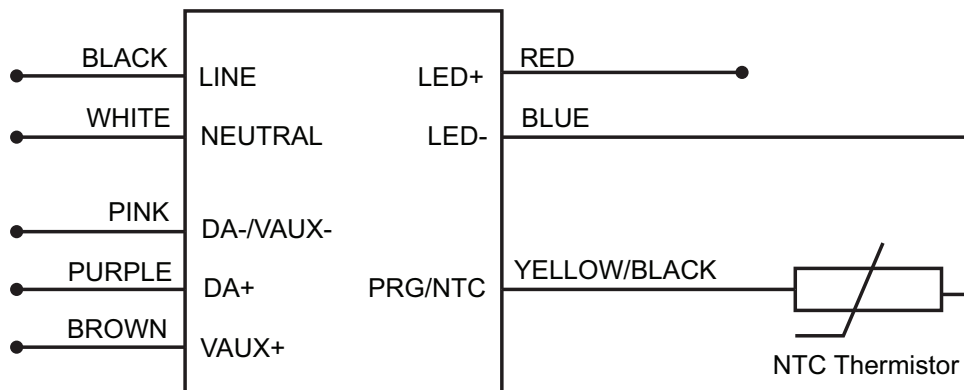 BLACK
LINE
WHITE
NEUTRAL
PINK
DA-/VAUX-
PURPLE
DA+
BROWN
VAUX+
LED+
RED
LED-
BLUE
PRG/NTC
YELLOW/BLACK
NTC Thermistor